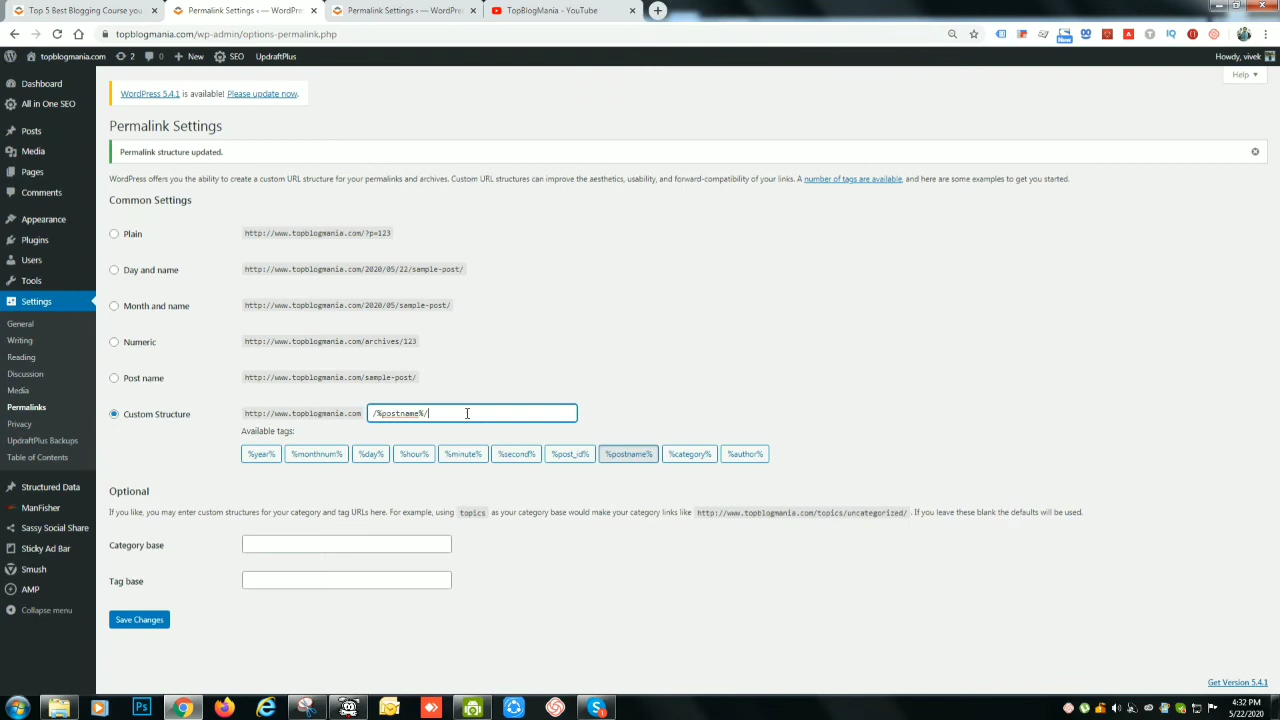 Top 5 Best Blogging Course you
Permalink Settings ‹ — WordPres
Permalink Settings ‹ — WordPres
TopBlogMania - YouTube
topblogmania.com/wp-admin/options-permalink.php
New
topblogmania.com
2
0
New
SEO
UpdraftPlus
Howdy, vivek
Help
Dashboard
All in One SEO
Posts
Media
Pages
Comments
Appearance
Plugins
Users
Tools
Settings
General
Writing
Reading
Discussion
Media
Permalinks
Privacy
UpdraftPlus Backups
Table of Contents
Structured Data
ManFisher
Sassy Social Share
Sticky Ad Bar
Smush
AMP
Collapse menu
WordPress 5.4.1 is available! Please update now.
Permalink Settings
Permalink structure updated.
WordPress offers you the ability to create a custom URL structure for your permalinks and archives. Custom URL structures can improve the aesthetics, usability, and forward-compatibility of your links. A number of tags are available, and here are some examples to get you started.
Common Settings
Plain http://www.topblogmania.com/?p=123
Day and name http://www.topblogmania.com/2020/05/22/sample-post/
Month and name http://www.topblogmania.com/2020/05/sample-post/
Numeric http://www.topblogmania.com/archives/123
Post name http://www.topblogmania.com/sample-post/
Custom Structure http://www.topblogmania.com /%postname%/
Available tags:
%year% %monthnum% %day% %hour% %minute% %second% %post_id% %postname% %category% %author%
Optional
If you like, you may enter custom structures for your category and tag URLs here. For example, using topics as your category base would make your category links like http://www.topblogmania.com/topics/uncategorized/ . If you leave these blank the defaults will be used.
Category base
Tag base
Save Changes
Get Version 5.4.1
Ps
4:32 PM
5/22/2020